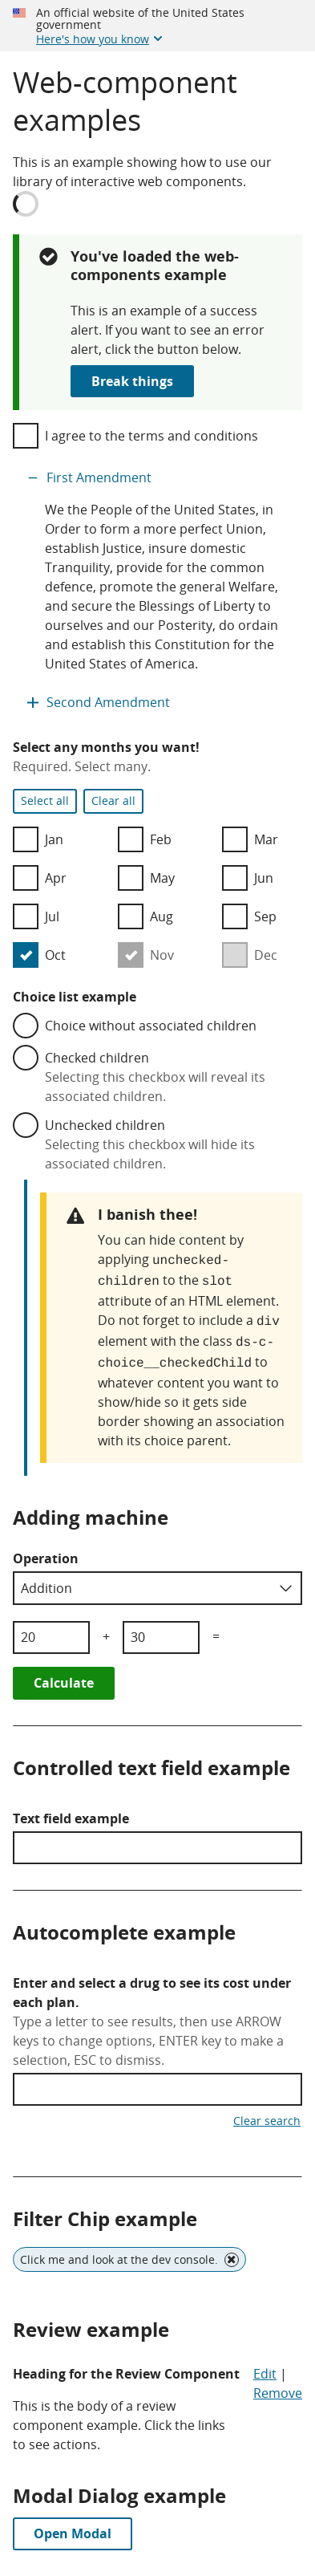 An official website of the United States
government
Here's how you know
Web-component
examples
This is an example showing how to use our
library of interactive web components.
You've loaded the web-
components example
This is an example of a success
alert. If you want to see an error
alert, click the button below.
Break things
I agree to the terms and conditions
First Amendment
We the People of the United States, in
Order to form a more perfect Union,
establish Justice, insure domestic
Tranquility, provide for the common
defence, promote the general Welfare,
and secure the Blessings of Liberty to
ourselves and our Posterity, do ordain
and establish this Constitution for the
United States of America.
Second Amendment
Select any months you want!
Required. Select many.
Select all Clear all
Jan Feb Mar
Apr May Jun
Jul Aug Sep
Oct Nov Dec
Choice list example
Choice without associated children
Checked children
Selecting this checkbox will reveal its
associated children.
Unchecked children
Selecting this checkbox will hide its
associated children.
I banish thee!
You can hide content by
applying unchecked-
children to the slot
attribute of an HTML element.
Do not forget to include a div
element with the class ds-c-
choice__checkedChild to
whatever content you want to
show/hide so it gets side
border showing an association
with its choice parent.
Adding machine
Operation
Addition
20 + 30 =
Calculate
Controlled text field example
Text field example
Autocomplete example
Enter and select a drug to see its cost under
each plan.
Type a letter to see results, then use ARROW
keys to change options, ENTER key to make a
selection, ESC to dismiss.
Clear search
Filter Chip example
Click me and look at the dev console.
Review example
Heading for the Review Component Edit |
Remove
This is the body of a review
component example. Click the links
to see actions.
Modal Dialog example
Open Modal